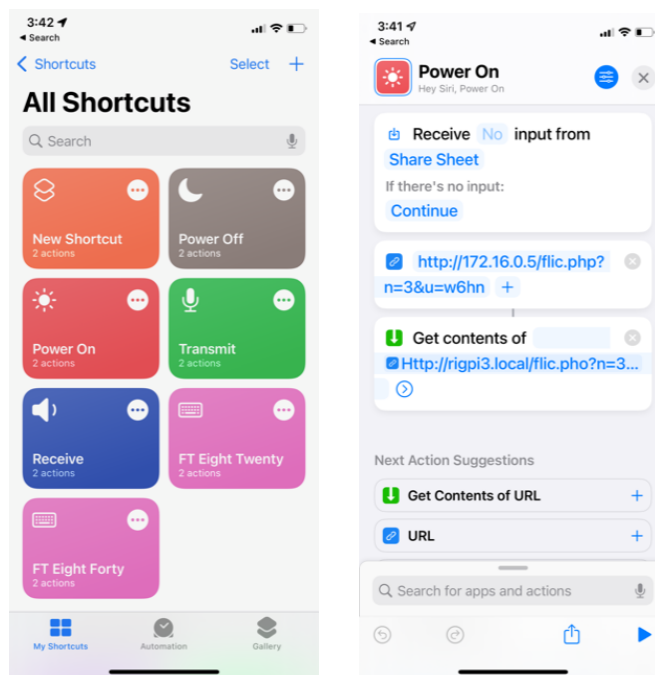 3:42
◀ Search
Shortcuts
Select
All Shortcuts
Search
New Shortcut
2 actions
Power Off
2 actions
Power On
2 actions
Transmit
2 actions
Receive
2 actions
FT Eight Twenty
2 actions
FT Eight Forty
2 actions
My Shortcuts
Automation
Gallery
3:41
◀ Search
Power On
Hey Siri, Power On
Receive No input from
Share Sheet
If there's no input:
Continue
http://172.16.0.5/flic.php?
n=3&u=w6hn
Get contents of
Http://rigpi3.local/flic.pho?n=3...
Next Action Suggestions
Get Contents of URL
URL
Search for apps and actions